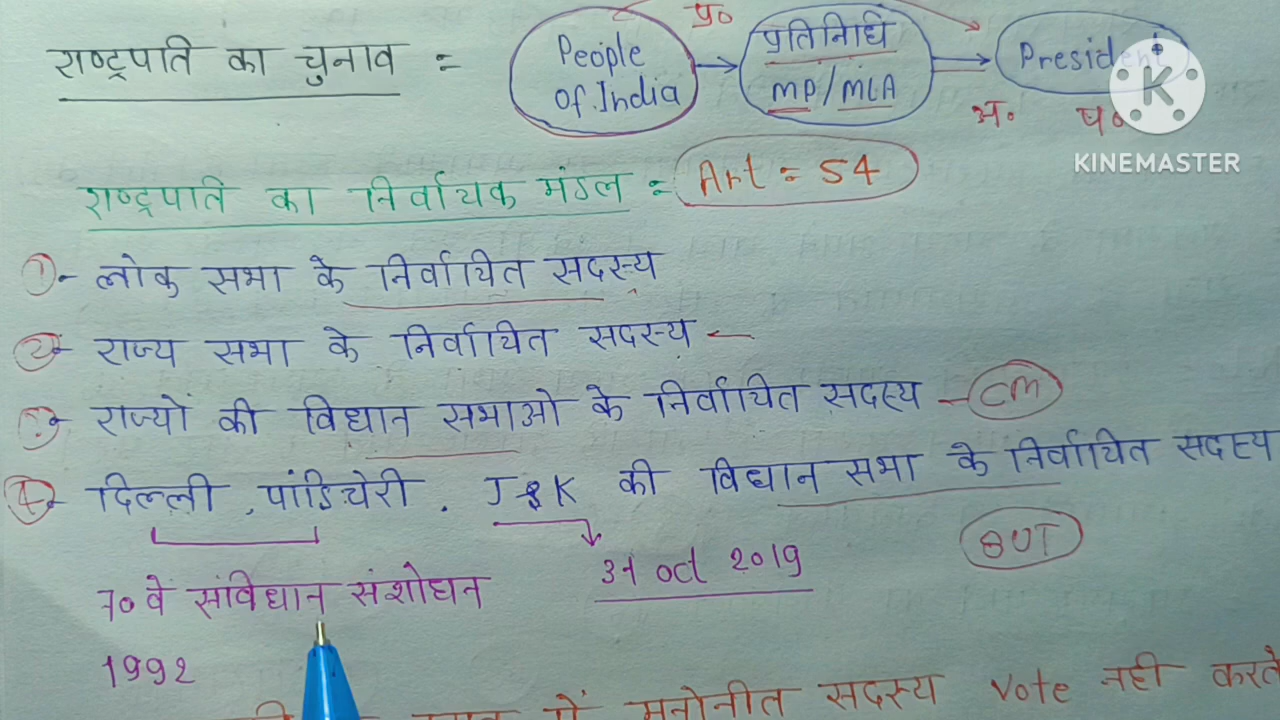 राष्ट्रपति का चुनाव = People of India प्र० प्रतिनिधि MP/MLA President
अ० प्र०
KINEMASTER
राष्ट्रपति का निर्वाचक मंडल = Art = 54
①- लोक सभा के निर्वाचित सदस्य
②- राज्य सभा के निर्वाचित सदस्य –
③- राज्यों की विधान सभाओ के निर्वाचित सदस्य – CM
④- दिल्ली, पांडिचेरी, J&K की विधान सभा के निर्वाचित सदस्य
70 वें संविधान संशोधन 31 oct 2019 8UT
1992
में मनोनीत सदस्य Vote नही करते